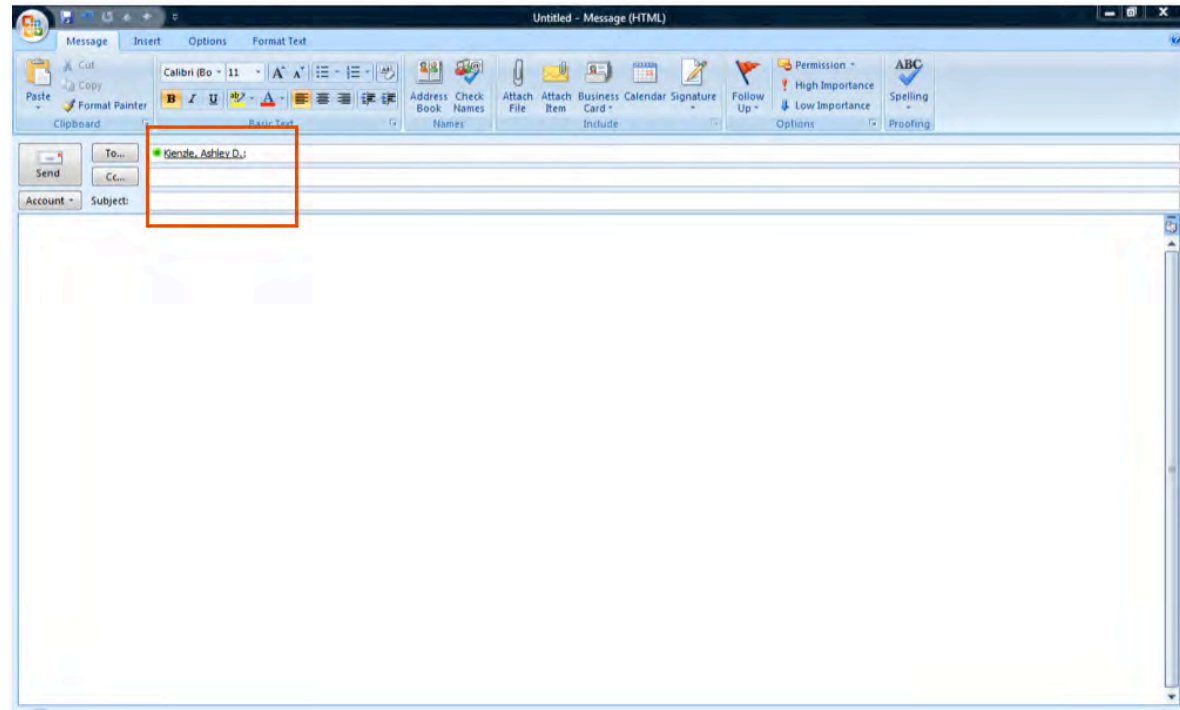 Untitled - Message (HTML)
Message Insert Options Format Text
Cut
Copy
Paste
Format Painter
Clipboard
Calibri (Bo 11
B I U ab A
Basic Text
Address Book
Check Names
Names
Attach File
Attach Item
Business Card
Calendar
Signature
Include
Follow Up
Permission
High Importance
Low Importance
Options
ABC
Spelling
Proofing
Send
To... Kienzle, Ashley D.;
Cc...
Account Subject: